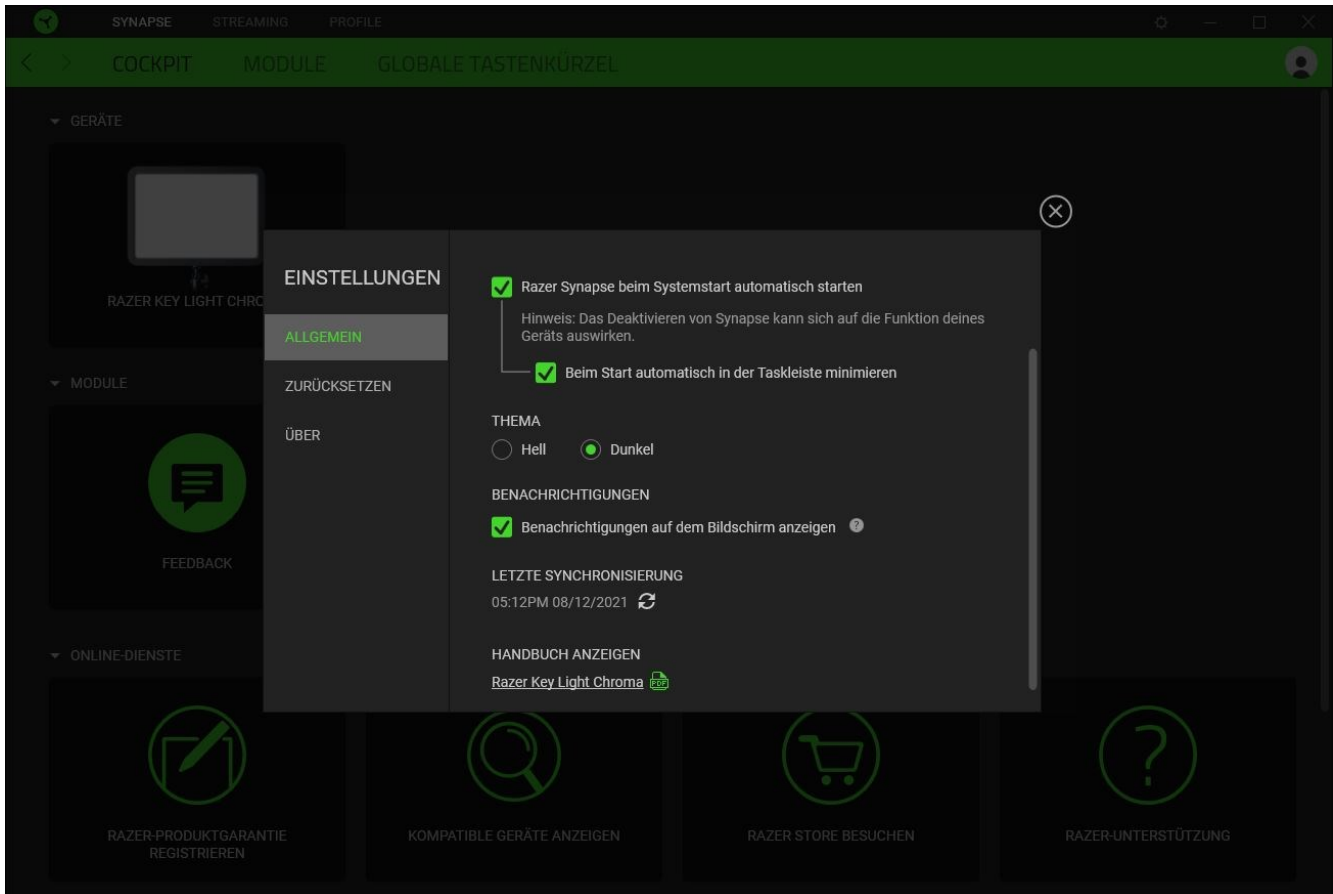 SYNAPSE STREAMING PROFILE
COCKPIT MODULE GLOBALE TASTENKÜRZEL
GERÄTE
RAZER KEY LIGHT CHRO
MODULE
FEEDBACK
ONLINE-DIENSTE
RAZER-PRODUKTGARANTIE
REGISTRIEREN
KOMPATIBLE GERÄTE ANZEIGEN
RAZER STORE BESUCHEN
RAZER-UNTERSTÜTZUNG
EINSTELLUNGEN
ALLGEMEIN
ZURÜCKSETZEN
ÜBER
Razer Synapse beim Systemstart automatisch starten
Hinweis: Das Deaktivieren von Synapse kann sich auf die Funktion deines
Geräts auswirken.
Beim Start automatisch in der Taskleiste minimieren
THEMA
Hell Dunkel
BENACHRICHTIGUNGEN
Benachrichtigungen auf dem Bildschirm anzeigen ?
LETZTE SYNCHRONISIERUNG
05:12PM 08/12/2021
HANDBUCH ANZEIGEN
Razer Key Light Chroma PDF